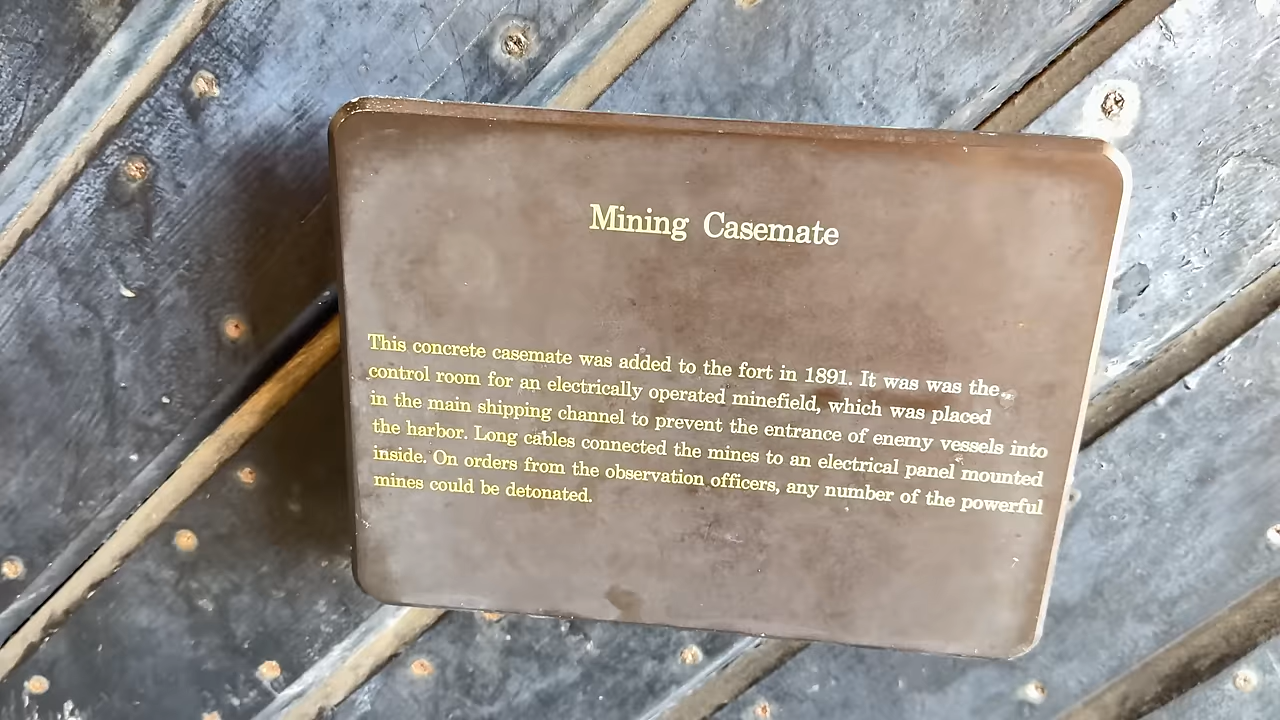 Mining Casemate
This concrete casemate was added to the fort in 1891. It was was the
control room for an electrically operated minefield, which was placed
in the main shipping channel to prevent the entrance of enemy vessels into
the harbor. Long cables connected the mines to an electrical panel mounted
inside. On orders from the observation officers, any number of the powerful
mines could be detonated.